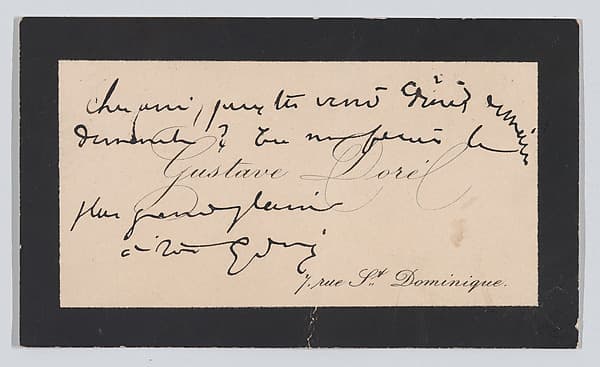 Cher ami, peux tu venir Dîner
Dimanche ? Tu me ferais le
Gustave Doré
plus grand plaisir
à toi G Doré
7, rue St. Dominique.